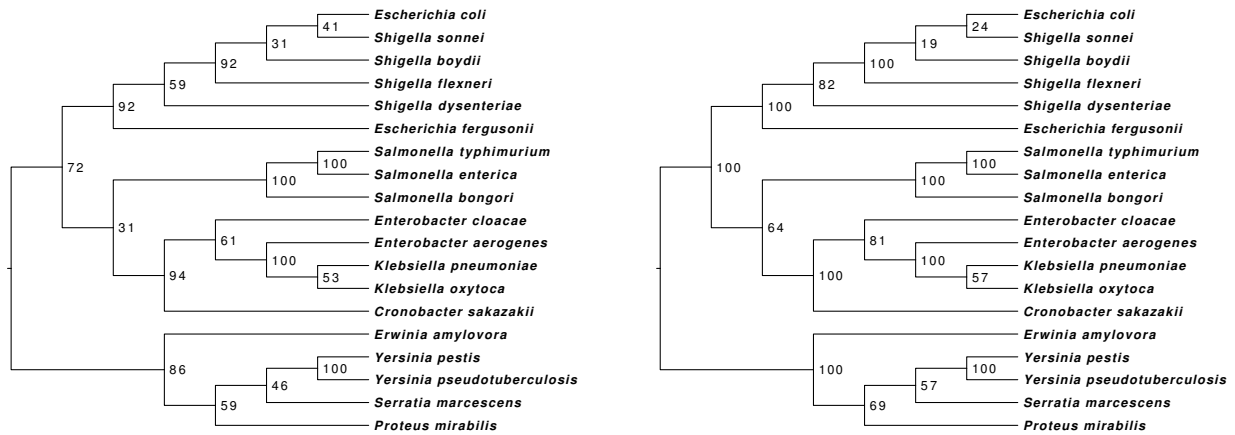 Escherichia coli
41
Shigella sonnei
31
Shigella boydii
92
Shigella flexneri
59
Shigella dysenteriae
92
Escherichia fergusonii
72
Salmonella typhimurium
100
Salmonella enterica
100
Salmonella bongori
31
Enterobacter cloacae
61
Enterobacter aerogenes
100
Klebsiella pneumoniae
94
53
Klebsiella oxytoca
Cronobacter sakazakii
Erwinia amylovora
86
Yersinia pestis
100
Yersinia pseudotuberculosis
46
Serratia marcescens
59
Proteus mirabilis
Escherichia coli
24
Shigella sonnei
19
Shigella boydii
100
Shigella flexneri
82
Shigella dysenteriae
100
Escherichia fergusonii
100
Salmonella typhimurium
100
Salmonella enterica
100
Salmonella bongori
64
Enterobacter cloacae
81
Enterobacter aerogenes
100
Klebsiella pneumoniae
100
57
Klebsiella oxytoca
Cronobacter sakazakii
Erwinia amylovora
100
Yersinia pestis
100
Yersinia pseudotuberculosis
57
Serratia marcescens
69
Proteus mirabilis